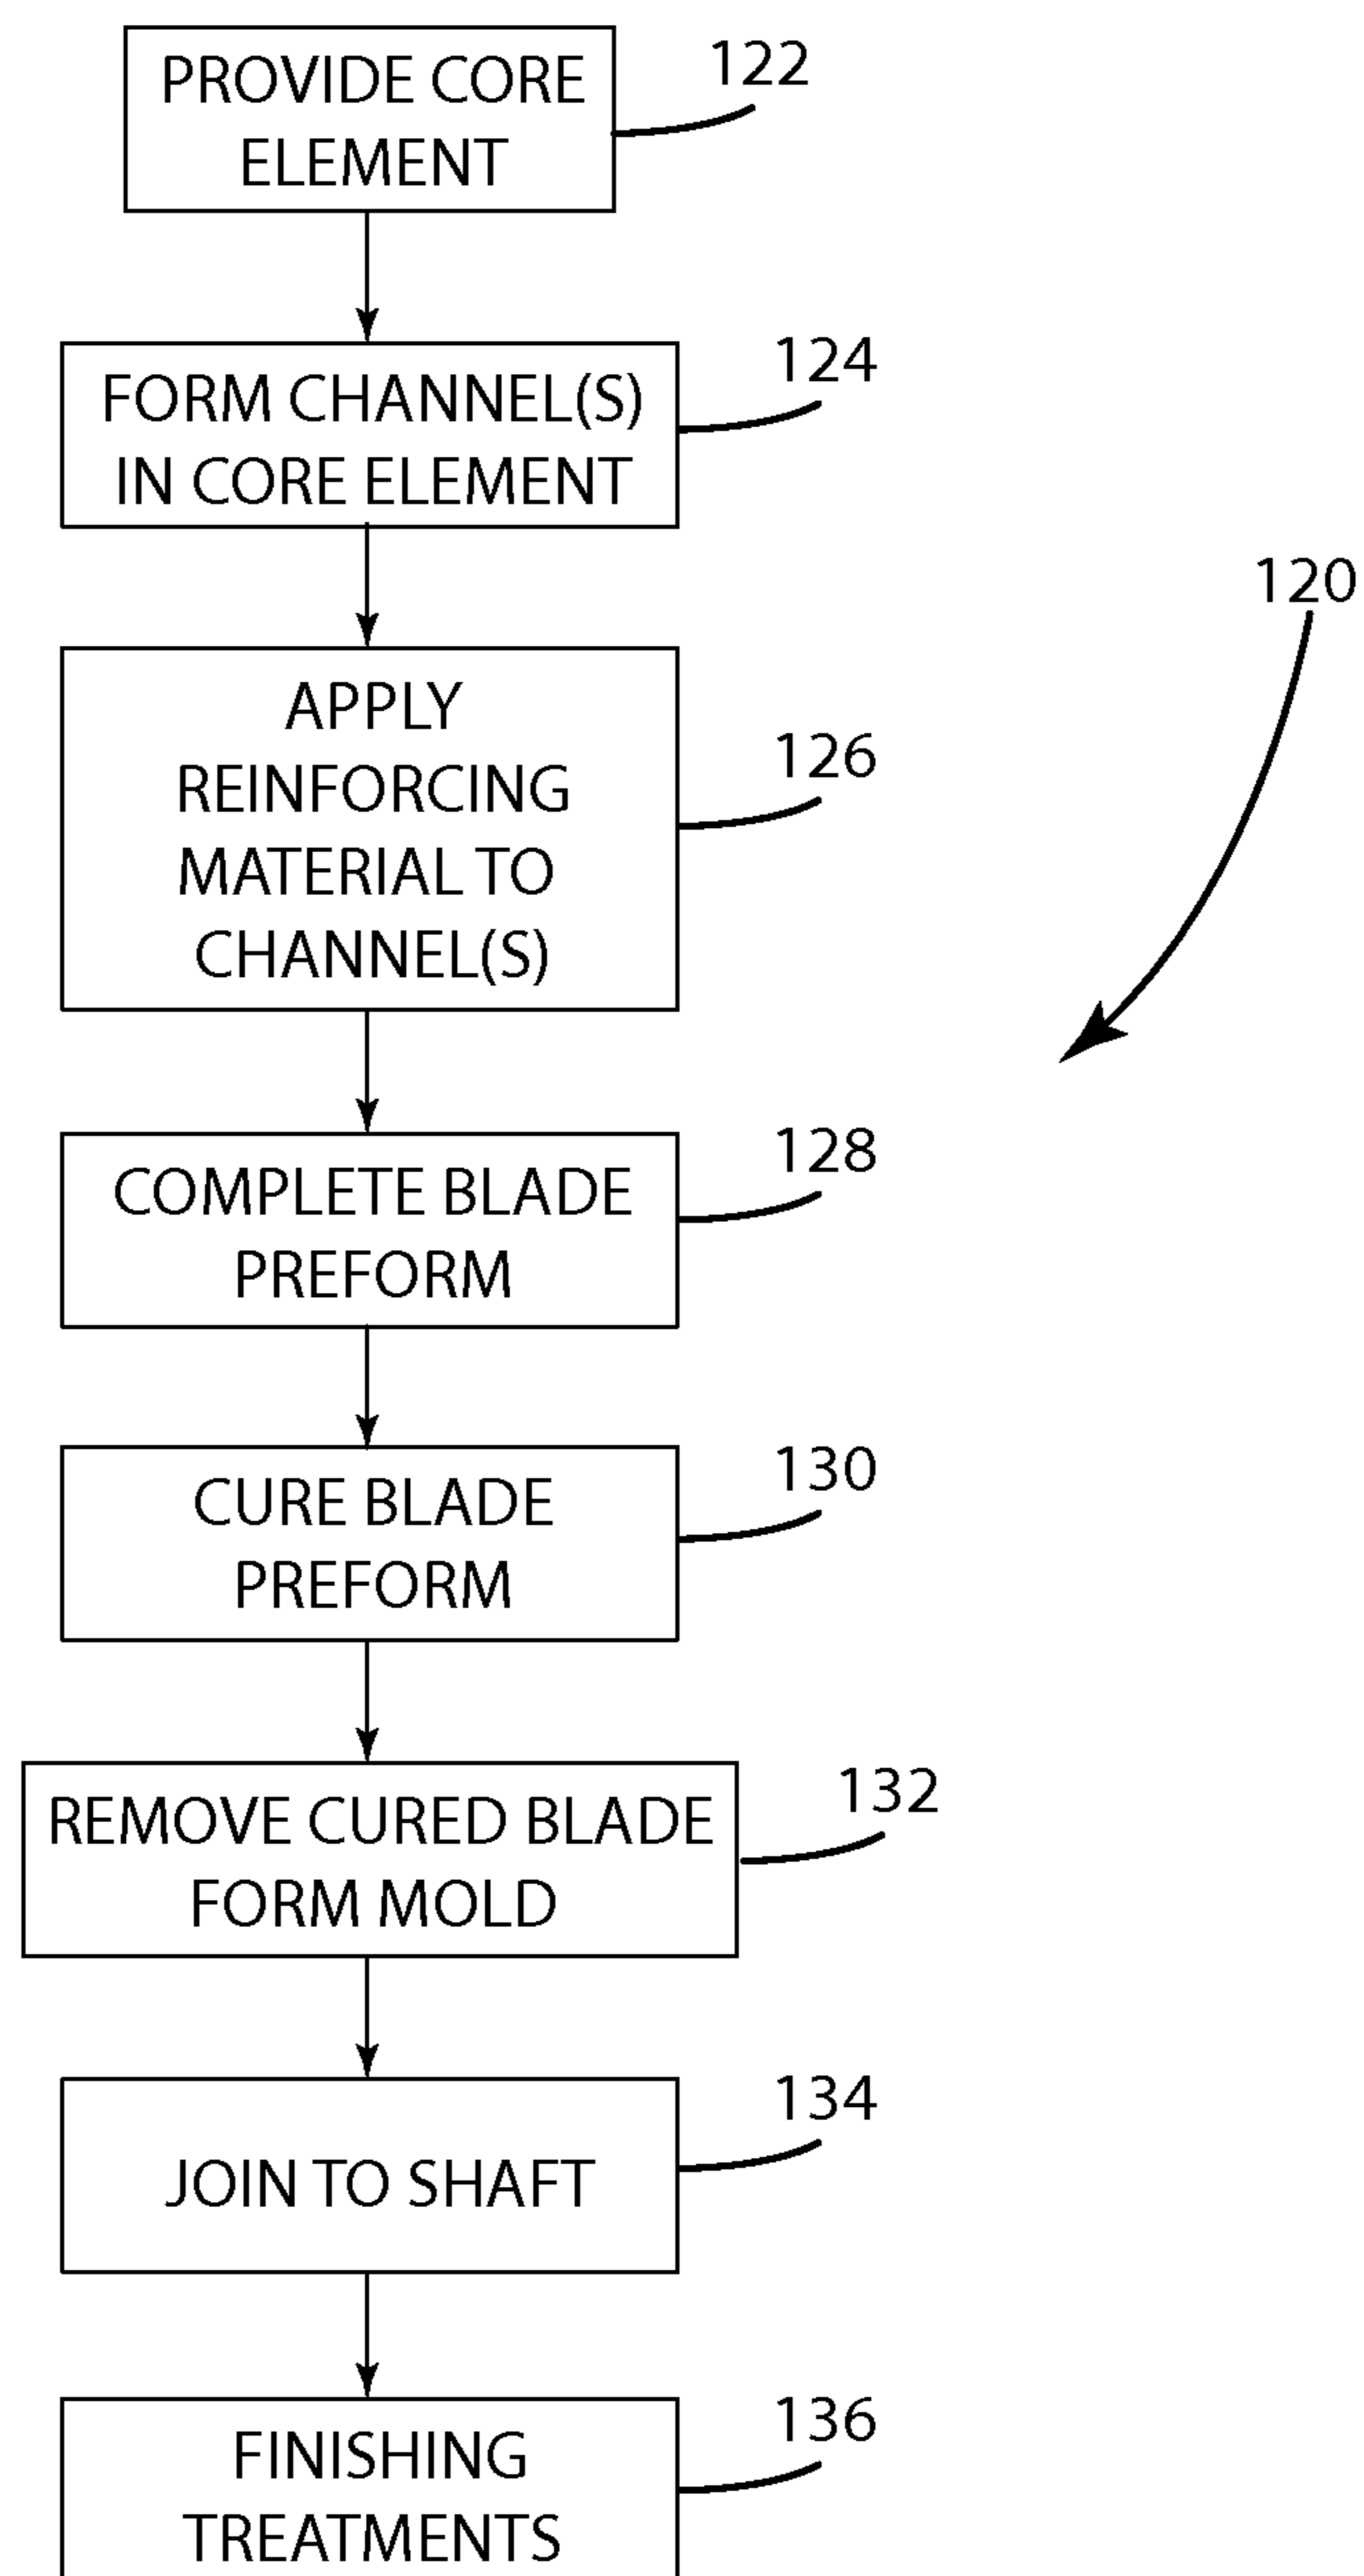 PROVIDE CORE
ELEMENT
122
FORM CHANNEL(S)
IN CORE ELEMENT
124
120
APPLY
REINFORCING
MATERIAL TO
CHANNEL(S)
126
COMPLETE BLADE
PREFORM
128
CURE BLADE
PREFORM
130
REMOVE CURED BLADE
FORM MOLD
132
JOIN TO SHAFT
134
FINISHING
TREATMENTS
136